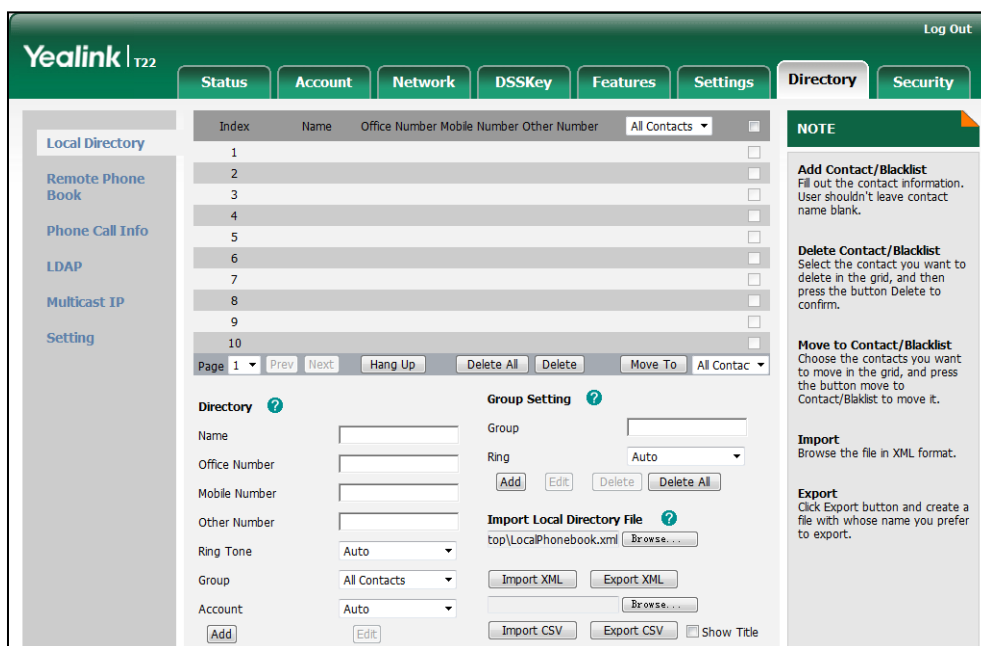 Log Out
Yealink T22
Status Account Network DSSKey Features Settings Directory Security
Local Directory
Remote Phone
Book
Phone Call Info
LDAP
Multicast IP
Setting
Index Name Office Number Mobile Number Other Number All Contacts
1
2
3
4
5
6
7
8
9
10
Page 1 Prev Next Hang Up Delete All Delete Move To All Contac
Directory ?
Name
Office Number
Mobile Number
Other Number
Ring Tone Auto
Group All Contacts
Account Auto
Add Edit
Group Setting ?
Group
Ring Auto
Add Edit Delete Delete All
Import Local Directory File ?
top\LocalPhonebook.xml Browse...
Import XML Export XML
Browse...
Import CSV Export CSV Show Title
NOTE
Add Contact/Blacklist
Fill out the contact information.
User shouldn't leave contact
name blank.
Delete Contact/Blacklist
Select the contact you want to
delete in the grid, and then
press the button Delete to
confirm.
Move to Contact/Blacklist
Choose the contacts you want
to move in the grid, and press
the button move to
Contact/Blaklist to move it.
Import
Browse the file in XML format.
Export
Click Export button and create a
file with whose name you prefer
to export.